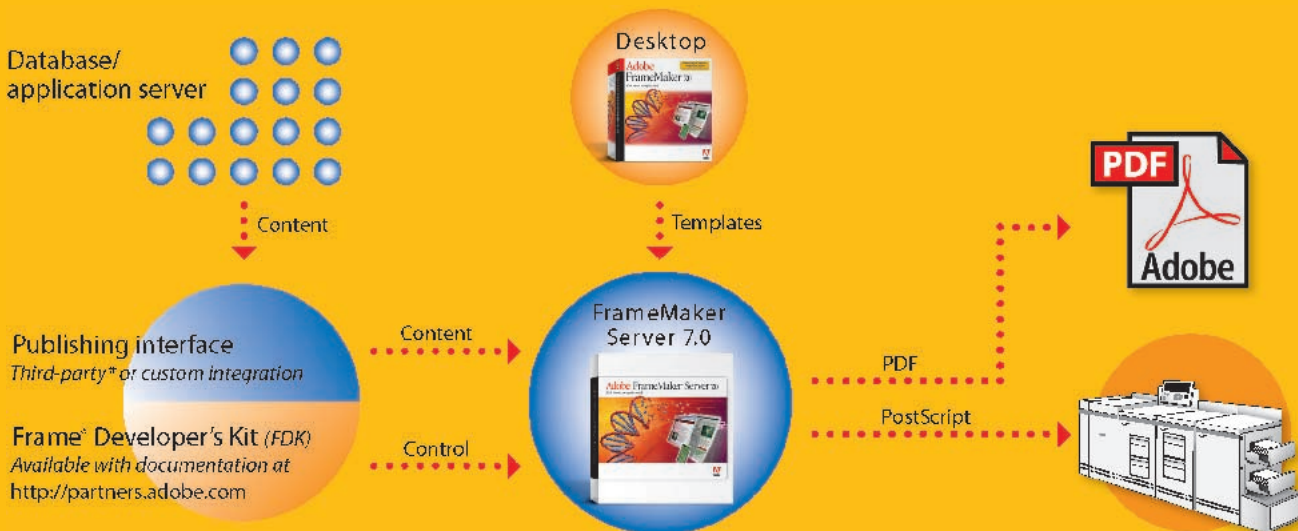 Database/
application server
Desktop
Adobe
FrameMaker 7.0
Content
Templates
PDF
Adobe
Publishing interface
Third-party* or custom integration
Frame® Developer's Kit (FDK)
Available with documentation at
http://partners.adobe.com
Content
Control
FrameMaker
Server 7.0
Adobe FrameMaker Server 7.0
PDF
PostScript